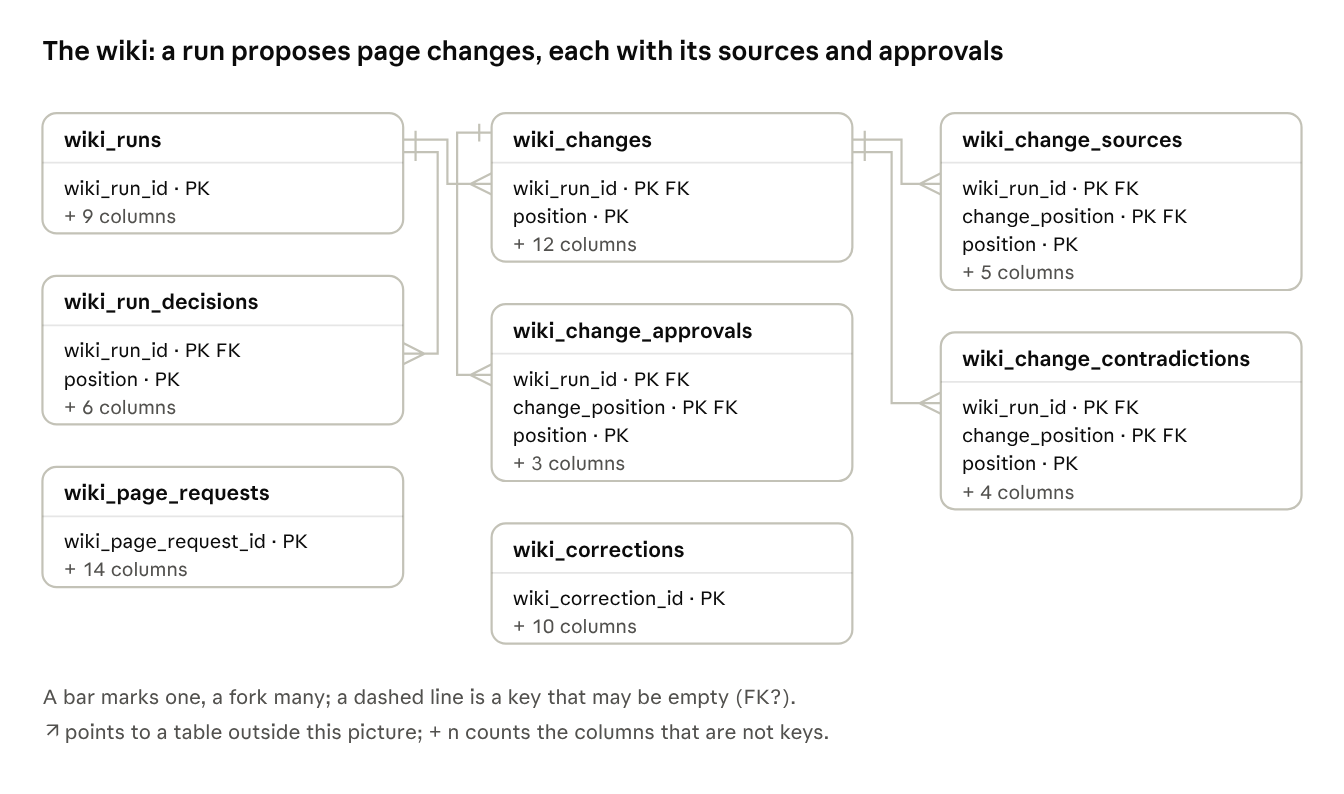 The wiki: a run proposes page changes, each with its sources and approvals
wiki_runs
wiki_run_id · PK
+ 9 columns
wiki_run_decisions
wiki_run_id · PK FK
position · PK
+ 6 columns
wiki_page_requests
wiki_page_request_id · PK
+ 14 columns
wiki_changes
wiki_run_id · PK FK
position · PK
+ 12 columns
wiki_change_approvals
wiki_run_id · PK FK
change_position · PK FK
position · PK
+ 3 columns
wiki_corrections
wiki_correction_id · PK
+ 10 columns
wiki_change_sources
wiki_run_id · PK FK
change_position · PK FK
position · PK
+ 5 columns
wiki_change_contradictions
wiki_run_id · PK FK
change_position · PK FK
position · PK
+ 4 columns
A bar marks one, a fork many; a dashed line is a key that may be empty (FK?).
↗ points to a table outside this picture; + n counts the columns that are not keys.